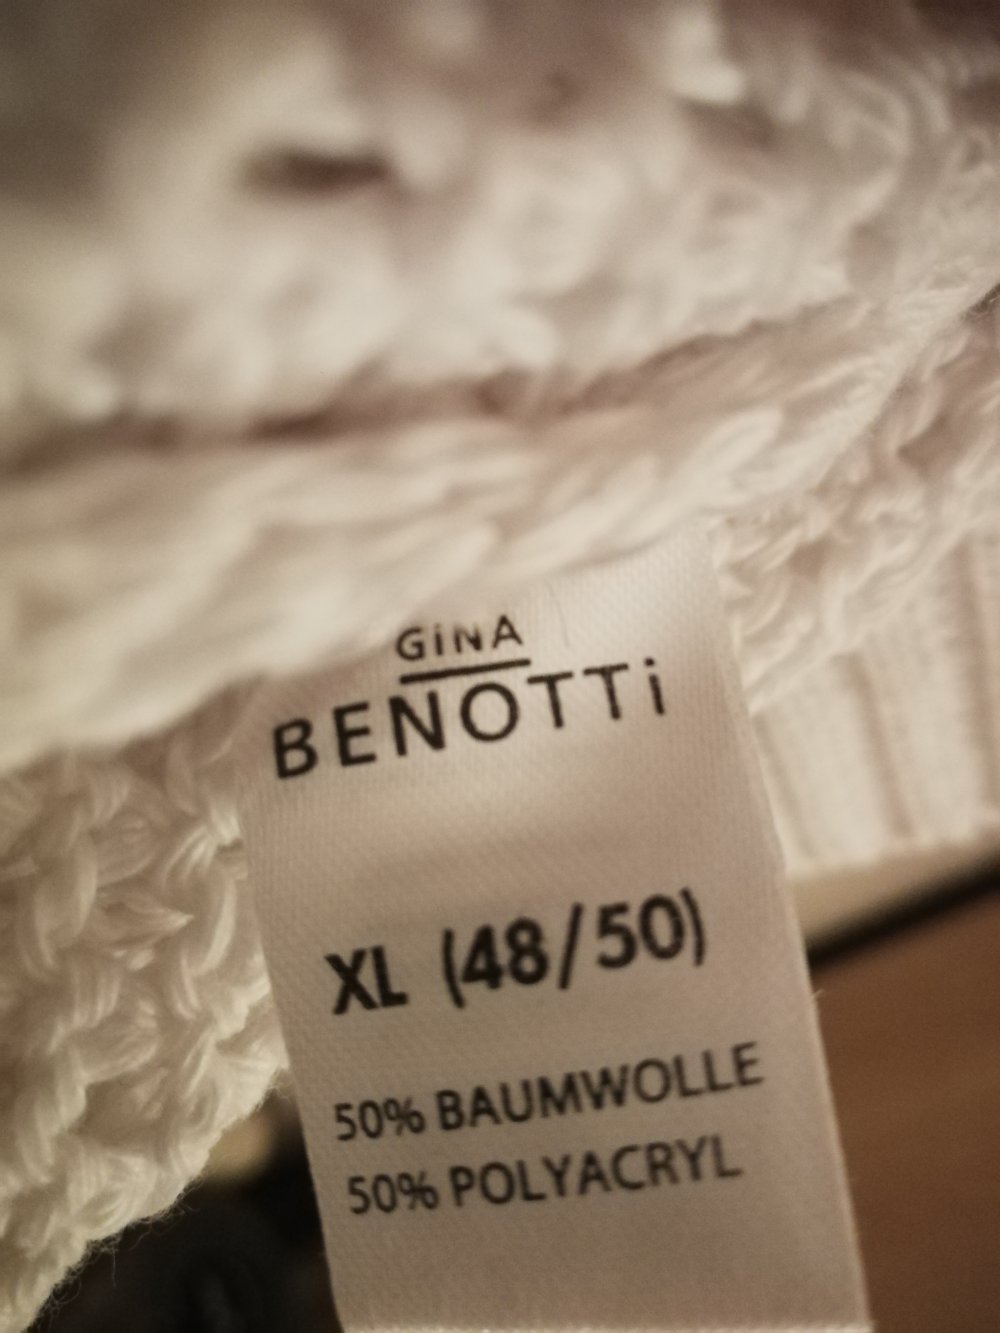 GiNA
BENOTTi
XL (48/50)
50% BAUMWOLLE
50% POLYACRYL